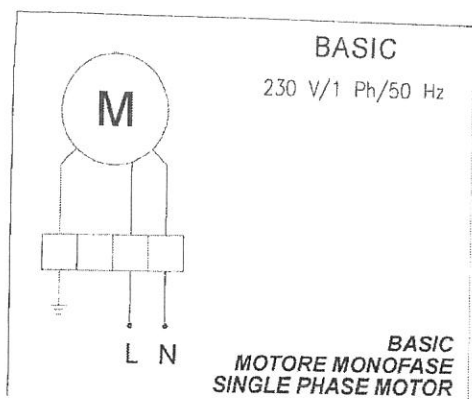 BASIC
230 V/1 Ph/50 Hz
M
L N
BASIC
MOTORE MONOFASE
SINGLE PHASE MOTOR